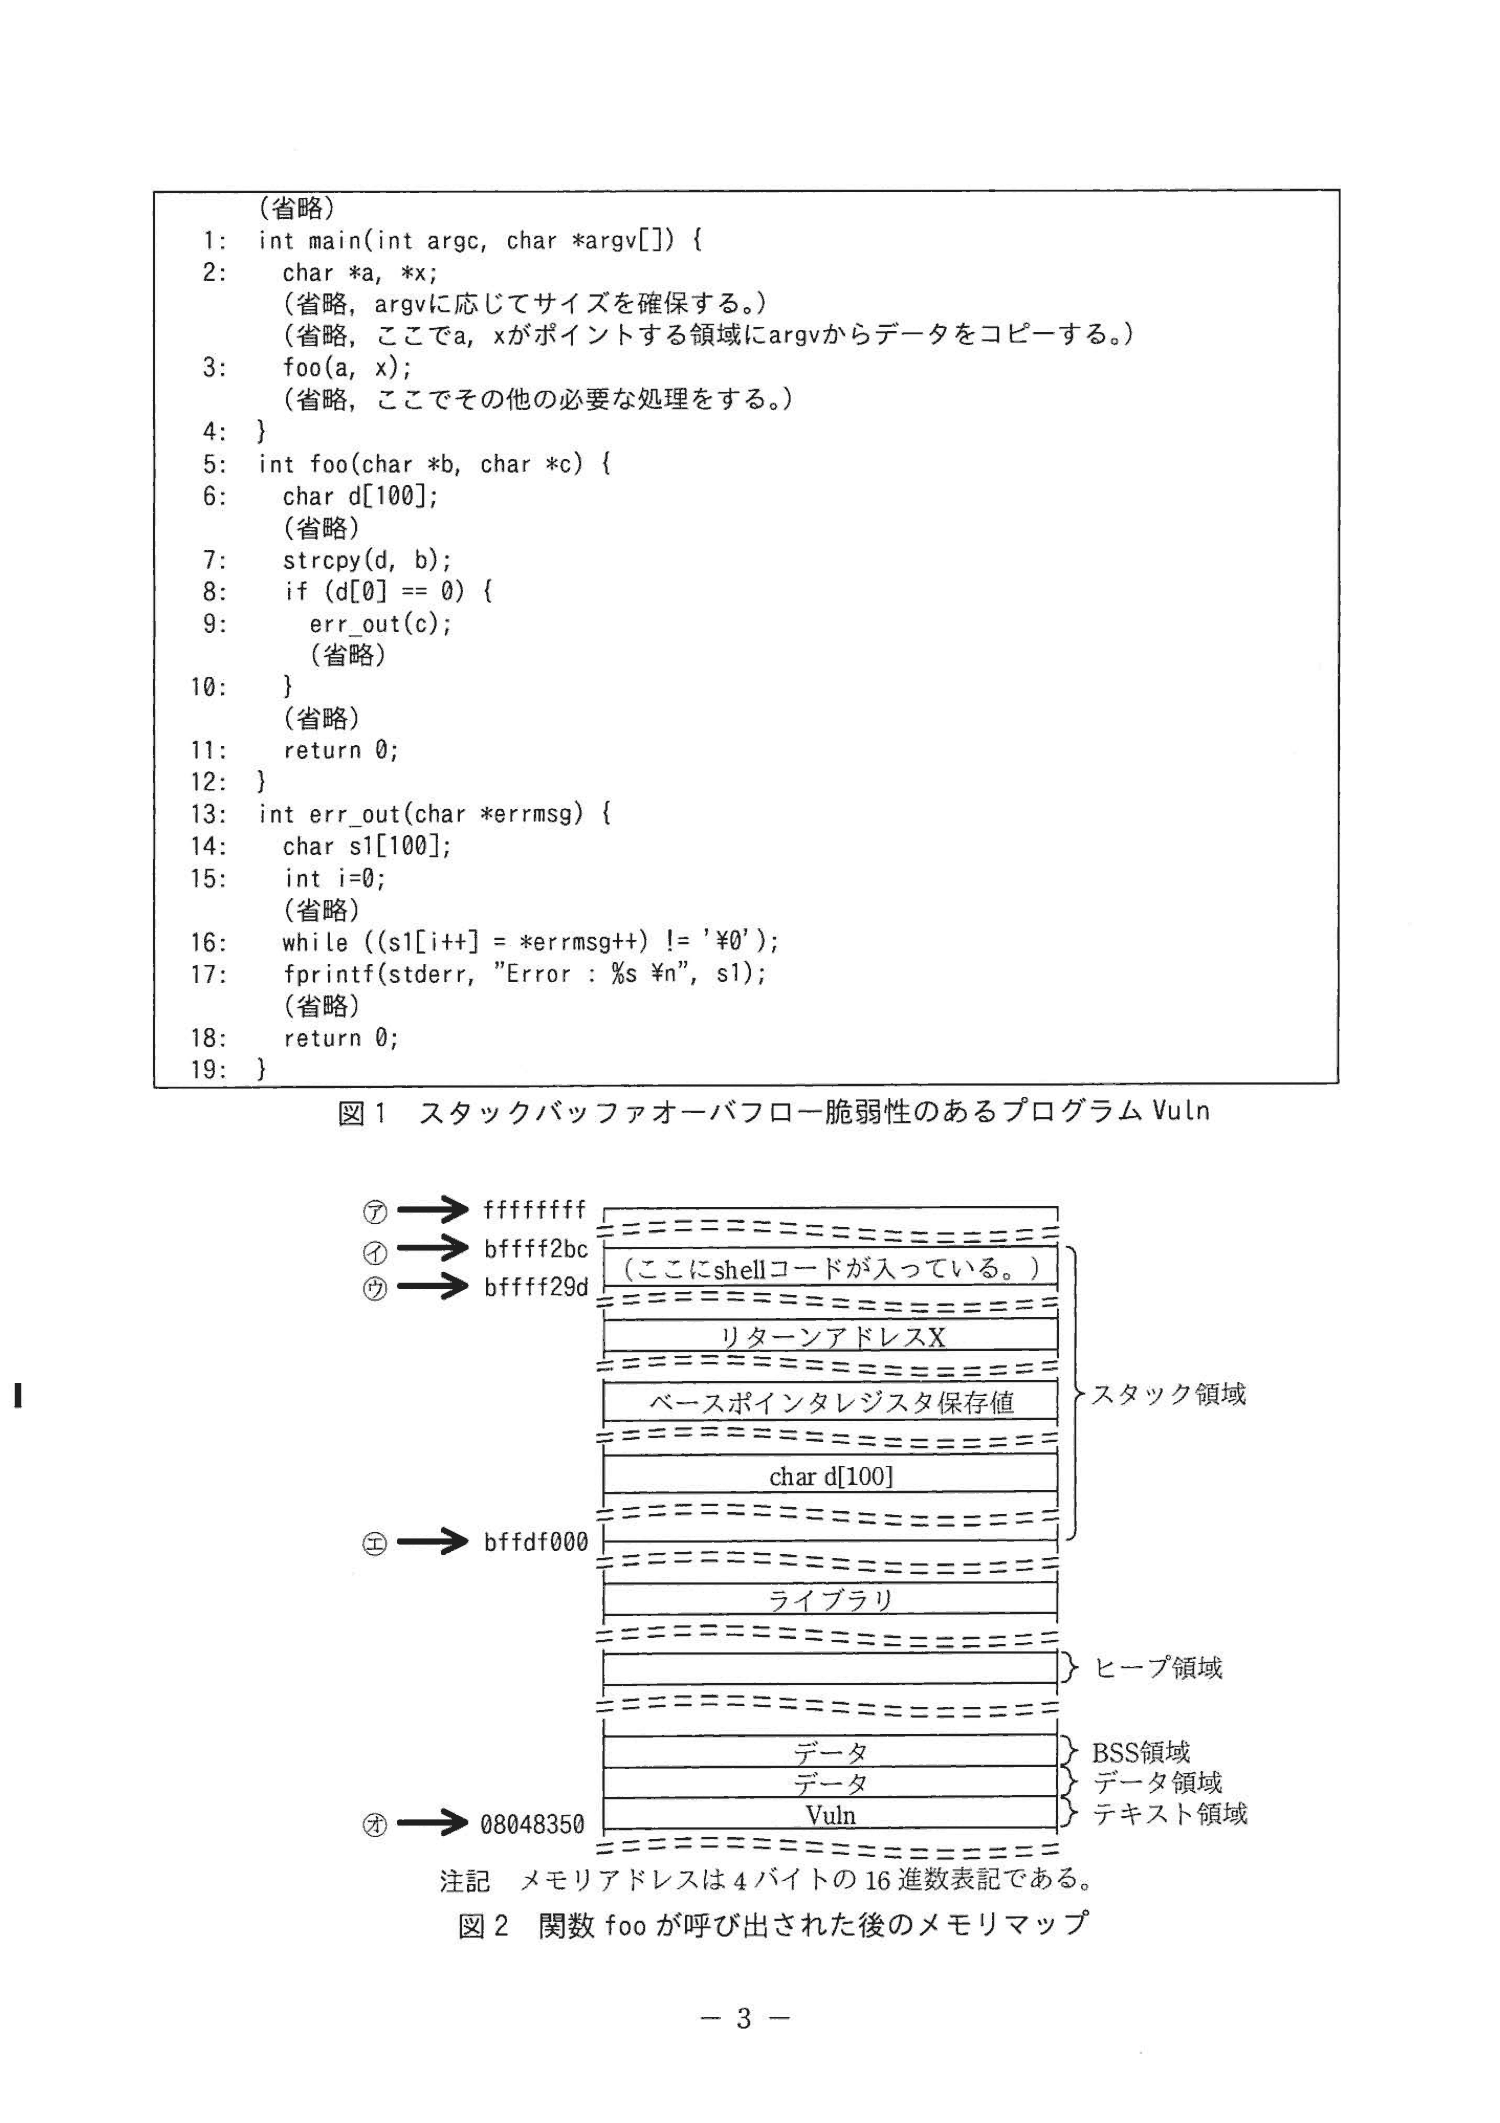 （省略）
1: int main(int argc, char *argv[]) {
2: char *a, *x;
（省略，argvに応じてサイズを確保する。）
（省略，ここでa，xがポイントする領域にargvからデータをコピーする。）
3: foo(a, x);
（省略，ここでその他の必要な処理をする。）
4: }
5: int foo(char *b, char *c) {
6: char d[100];
（省略）
7: strcpy(d, b);
8: if (d[0] == 0) {
9: err_out(c);
（省略）
10: }
（省略）
11: return 0;
12: }
13: int err_out(char *errmsg) {
14: char s1[100];
15: int i=0;
（省略）
16: while ((s1[i++] = *errmsg++) != '¥0');
17: fprintf(stderr, ”Error : %s ¥n”, s1);
（省略）
18: return 0;
19: }
図1　スタックバッファオーバフロー脆弱性のあるプログラム Vuln
㋐ ffffffff
㋑ bffff2bc
（ここにshellコードが入っている。）
㋒ bffff29d
リターンアドレスX
ベースポインタレジスタ保存値
スタック領域
char d[100]
㋓ bffdf000
ライブラリ
ヒープ領域
データ BSS領域
データ データ領域
Vuln テキスト領域
㋔ 08048350
注記　メモリアドレスは4バイトの16進数表記である。
図2　関数 foo が呼び出された後のメモリマップ
－ 3 －